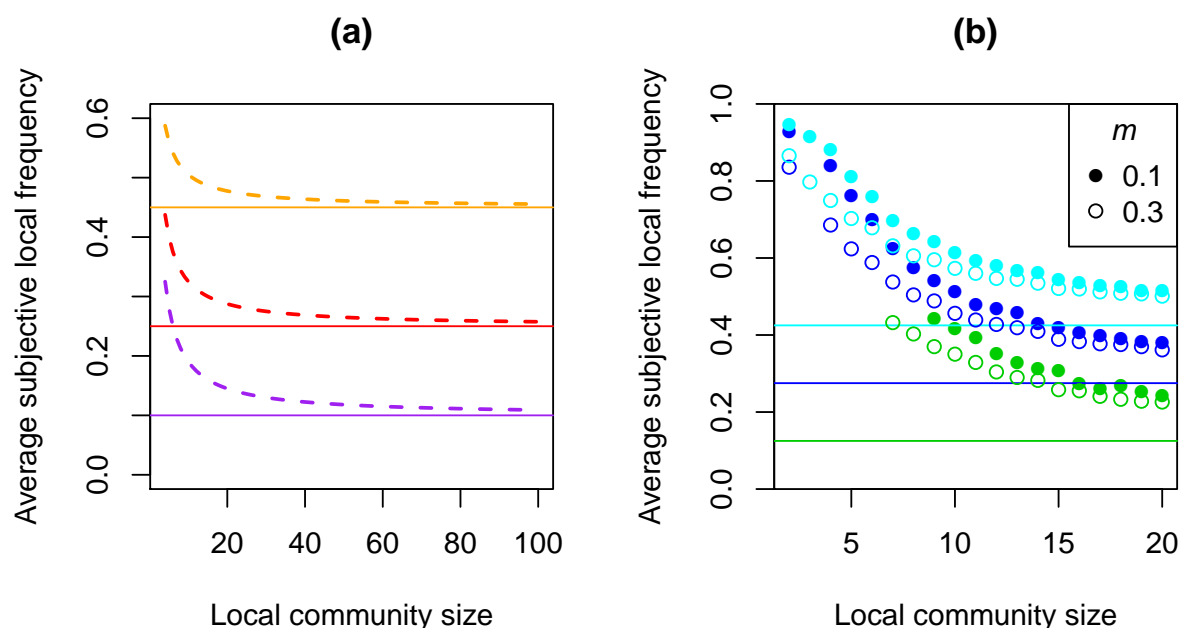 (a)
Average subjective local frequency
0.6
0.4
0.2
0.0
20 40 60 80 100
Local community size
(b)
Average subjective local frequency
1.0
0.8
0.6
0.4
0.2
0.0
m
0.1
0.3
5 10 15 20
Local community size